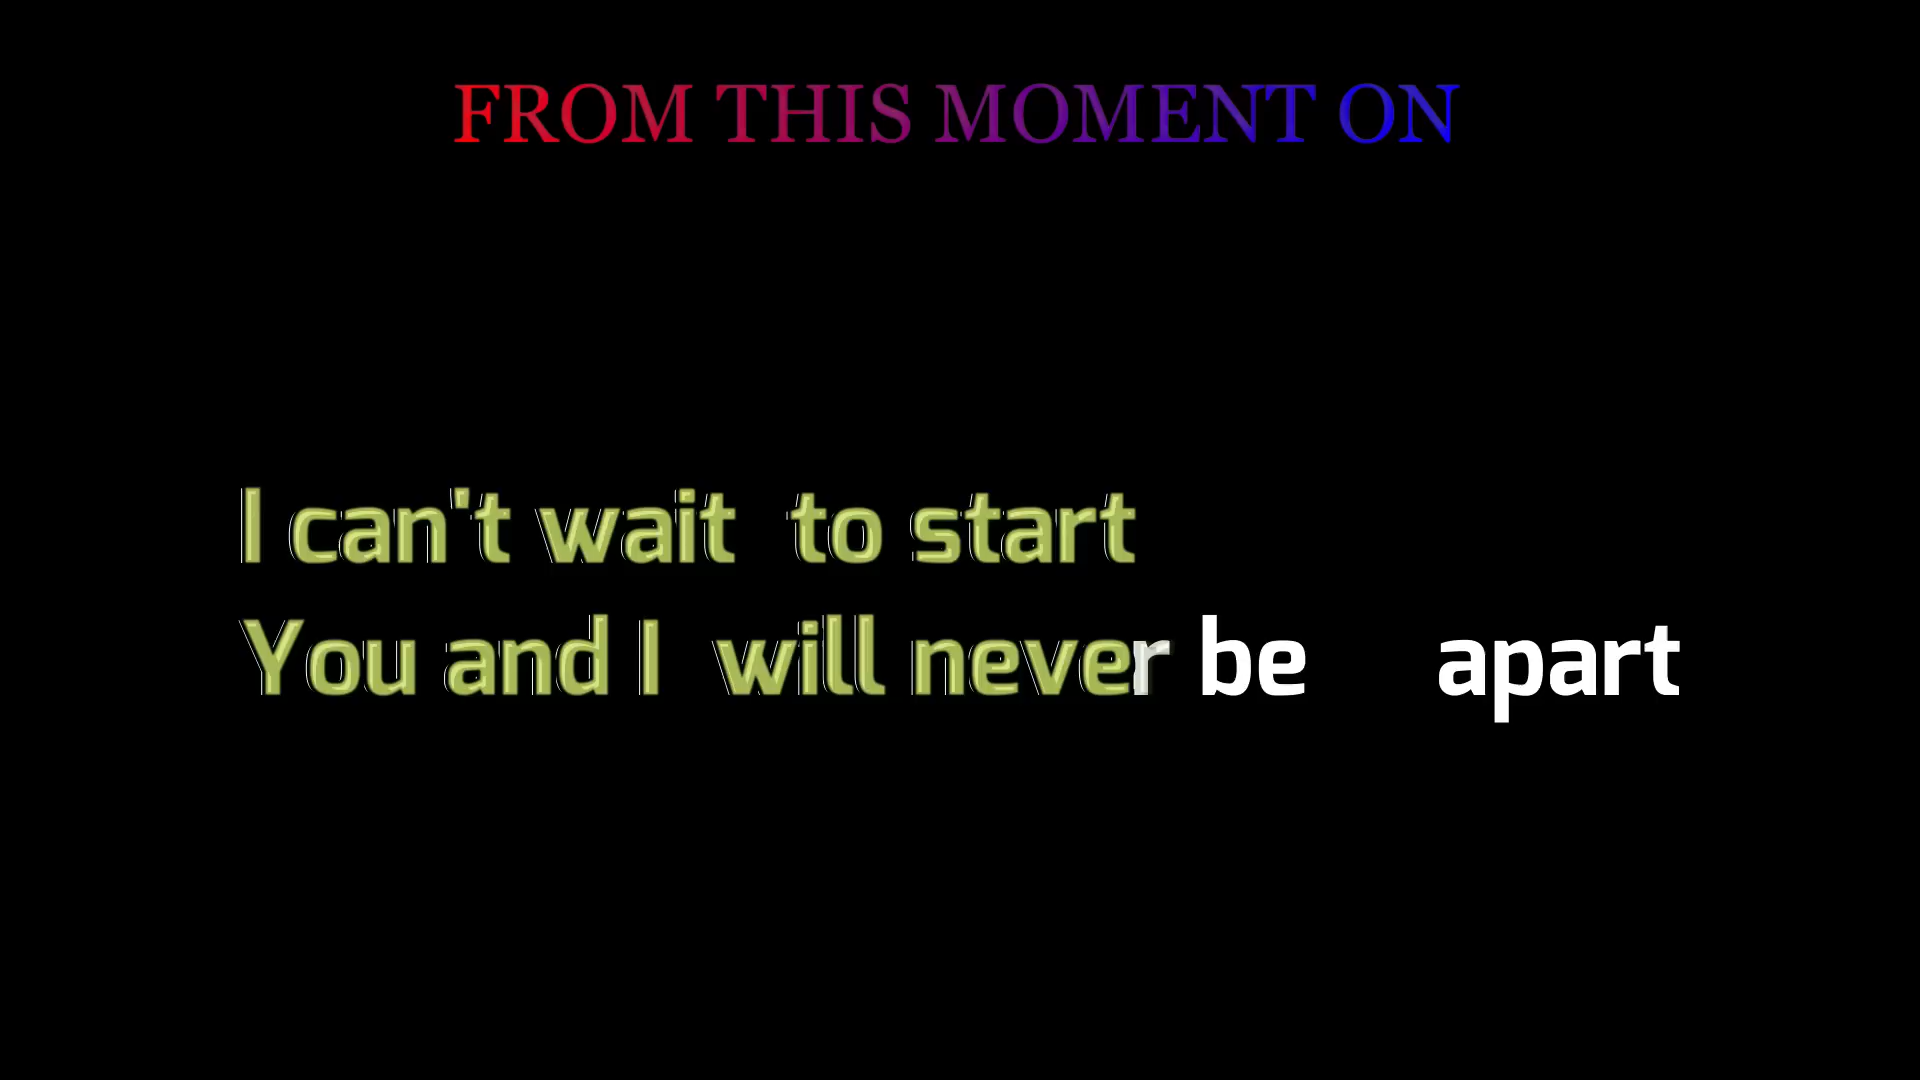 FROM THIS MOMENT ON
I can't wait to start
You and I will never be apart